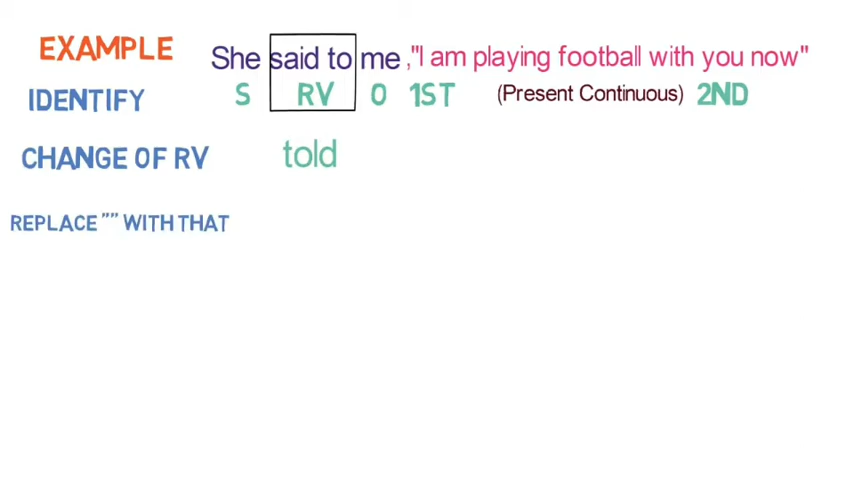 EXAMPLE She said to me ,"I am playing football with you now"
IDENTIFY S RV O 1ST (Present Continuous) 2ND
CHANGE OF RV told
REPLACE "" WITH THAT